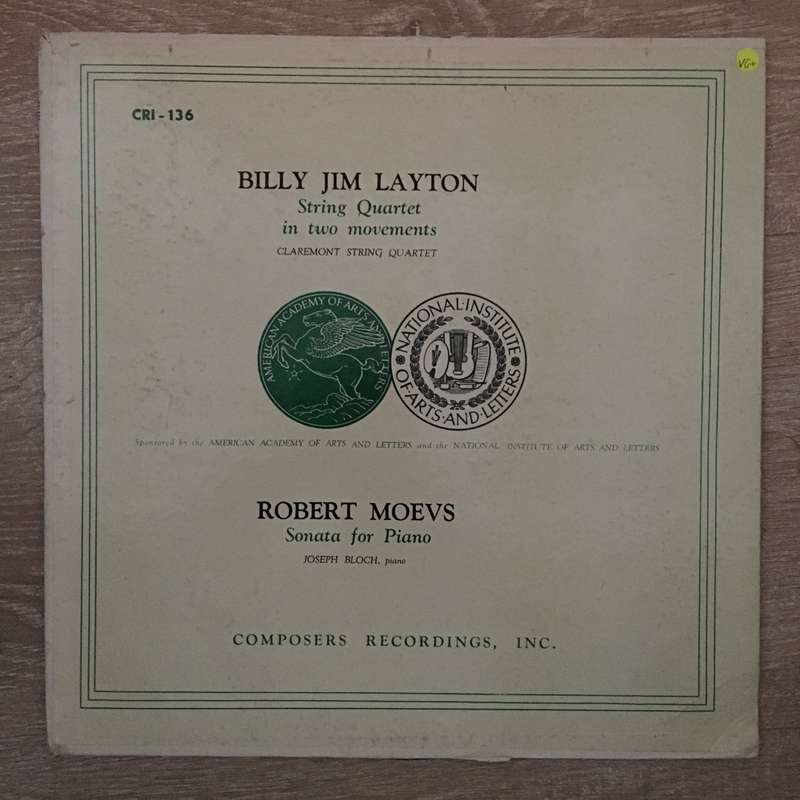 VG+
CRI-136
BILLY JIM LAYTON
String Quartet
in two movements
CLAREMONT STRING QUARTET
AMERICAN ACADEMY OF ARTS AND LETTERS
NATIONAL·INSTITUTE
·OF·ARTS·AND·LETTERS·
Sponsored by the AMERICAN ACADEMY OF ARTS AND LETTERS and the NATIONAL INSTITUTE OF ARTS AND LETTERS
ROBERT MOEVS
Sonata for Piano
JOSEPH BLOCH, piano
COMPOSERS RECORDINGS, INC.